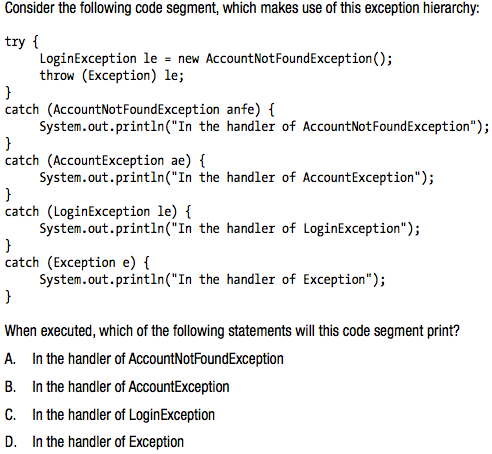 Consider the following code segment, which makes use of this exception hierarchy:
try {
LoginException le = new AccountNotFoundException();
throw (Exception) le;
}
catch (AccountNotFoundException anfe) {
System.out.println("In the handler of AccountNotFoundException");
}
catch (AccountException ae) {
System.out.println("In the handler of AccountException");
}
catch (LoginException le) {
System.out.println("In the handler of LoginException");
}
catch (Exception e) {
System.out.println("In the handler of Exception");
}
When executed, which of the following statements will this code segment print?
A. In the handler of AccountNotFoundException
B. In the handler of AccountException
C. In the handler of LoginException
D. In the handler of Exception